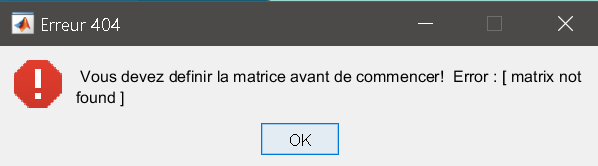 Erreur 404
Vous devez definir la matrice avant de commencer!  Error : [ matrix not
found ]
OK